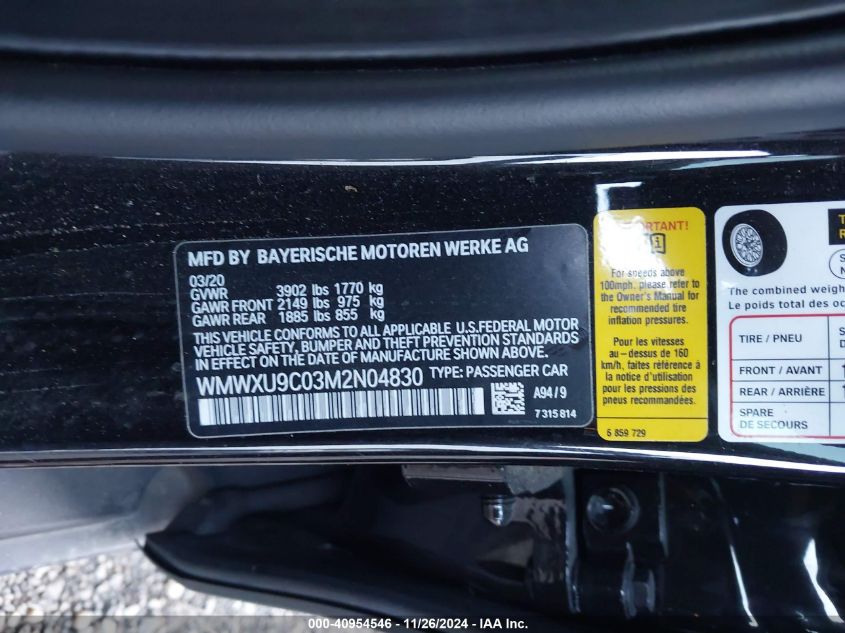 MFD BY BAYERISCHE MOTOREN WERKE AG
03/20
GVWR 3902 lbs 1770 kg
GAWR FRONT 2149 lbs 975 kg
GAWR REAR 1885 lbs 855 kg
THIS VEHICLE CONFORMS TO ALL APPLICABLE U.S.FEDERAL MOTOR
VEHICLE SAFETY, BUMPER AND THEFT PREVENTION STANDARDS
IN EFFECT ON THE DATE OF MANUFACTURE SHOWN ABOVE.
WMWXU9C03M2N04830 TYPE: PASSENGER CAR
A94 / 9
7 315 814
For speeds above
100mph. please refer to
the Owner's Manual for
recommended tire
inflation pressures.
Pour les vitesses
au-dessus de 160
km/h, faites référence à
la notice d'utilisation
pour les pressions des
pneus recommandées.
6 859 729
The combined
Le poids total des
TIRE / PNEU
FRONT / AVANT
REAR / ARRIÈRE
SPARE
DE SECOURS
000-40954546 - 11/26/2024 - IAAI Inc.